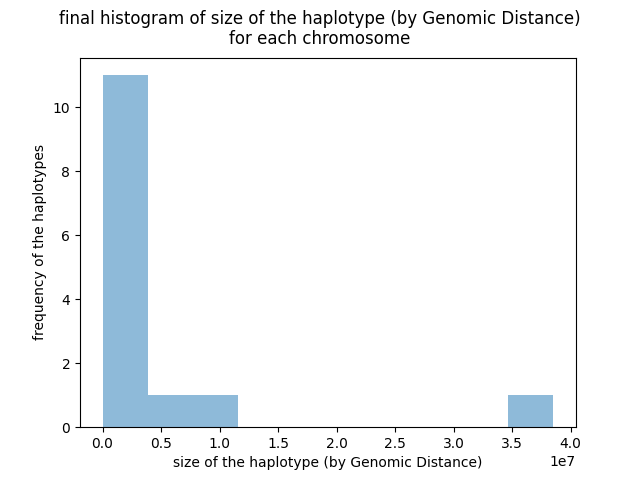 final histogram of size of the haplotype (by Genomic Distance)
for each chromosome
frequency of the haplotypes
10
8
6
4
2
0
0.0 0.5 1.0 1.5 2.0 2.5 3.0 3.5 4.0
1e7
size of the haplotype (by Genomic Distance)